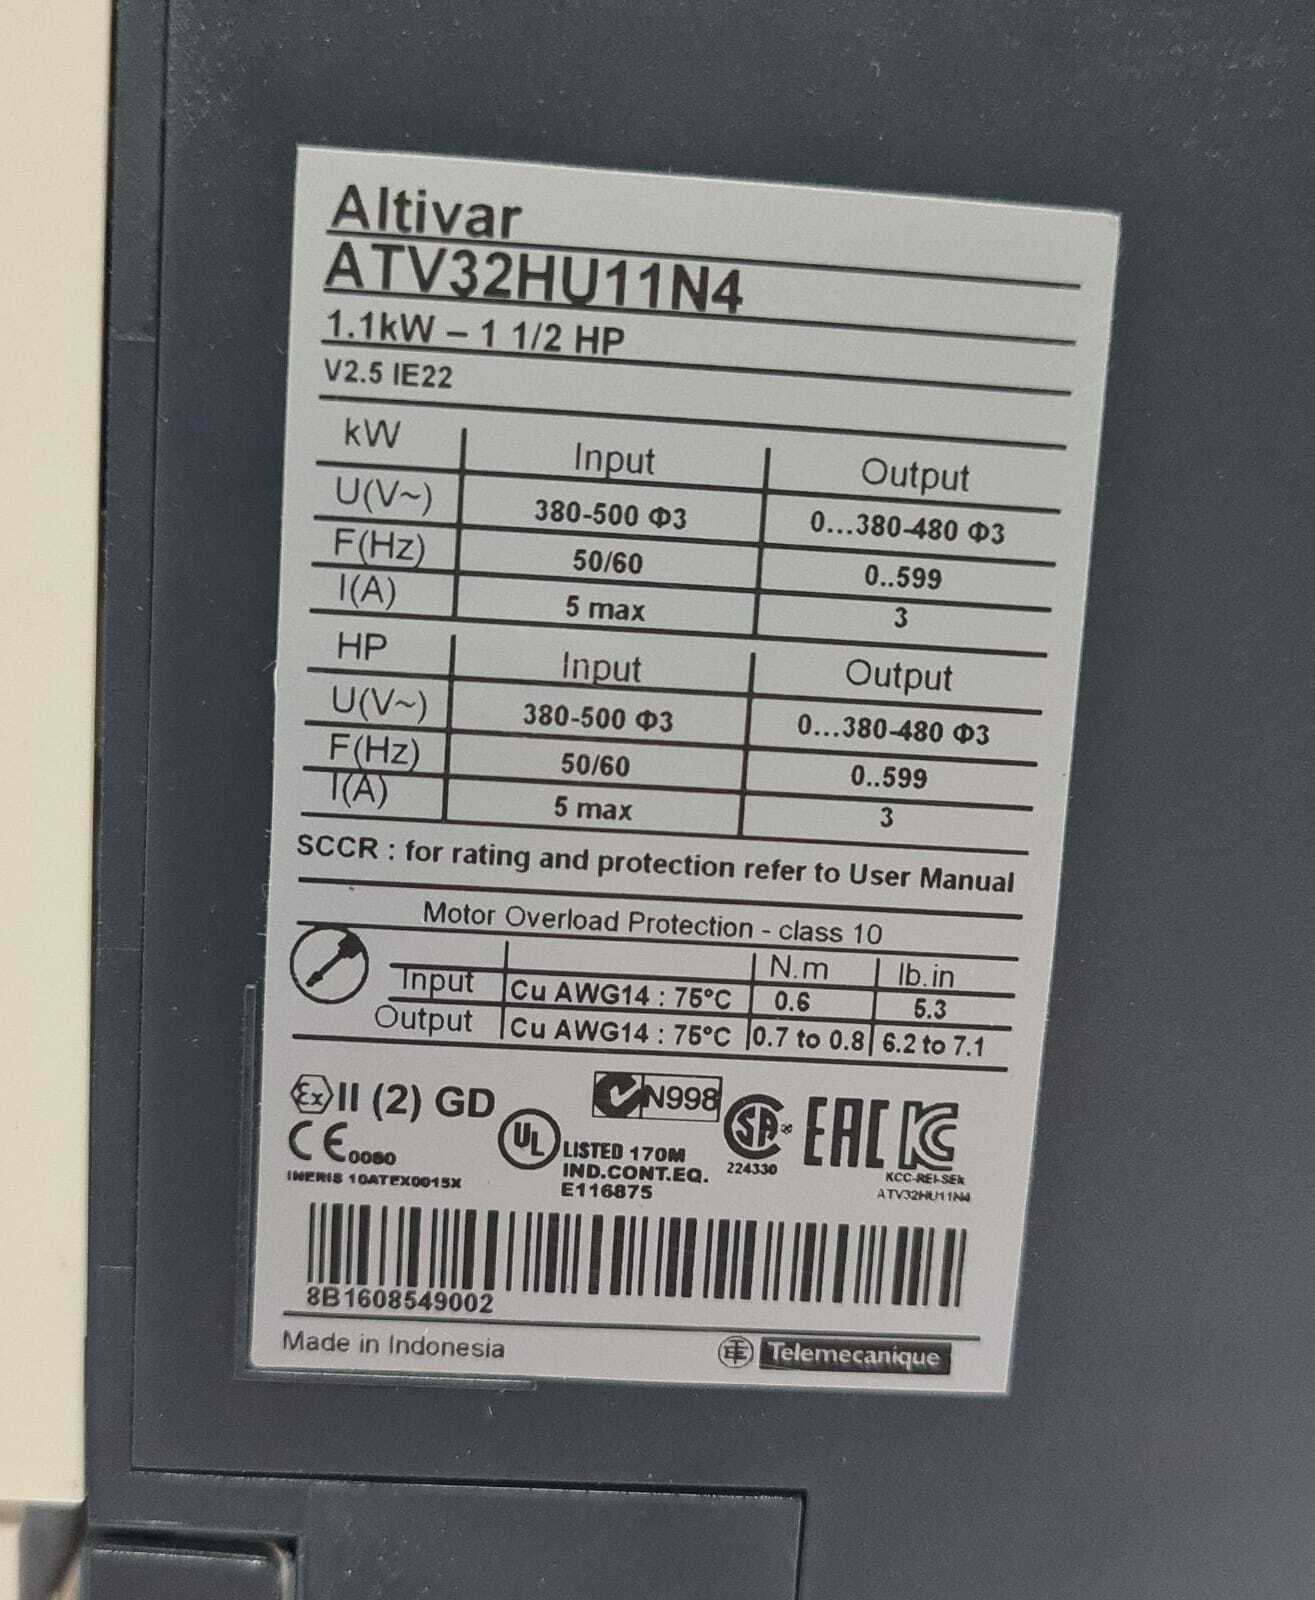 Altivar
ATV32HU11N4
1.1kW – 1 1/2 HP
V2.5 IE22
kW Input Output
U(V~) 380-500 Φ3 0...380-480 Φ3
F(Hz) 50/60 0..599
I(A) 5 max 3
HP Input Output
U(V~) 380-500 Φ3 0...380-480 Φ3
F(Hz) 50/60 0..599
I(A) 5 max 3
SCCR : for rating and protection refer to User Manual
Motor Overload Protection - class 10
N.m lb.in
Input Cu AWG14 : 75°C 0.6 5.3
Output Cu AWG14 : 75°C 0.7 to 0.8 6.2 to 7.1
Ex II (2) GD
CE 0080
INERIS 10ATEX0015X
UL LISTED 170M
IND.CONT.EQ.
E116875
N998
SA
224330
EAC
KC
KCC-REI-SEk
ATV32HU11N4
8B1608549002
Made in Indonesia
TE Telemecanique